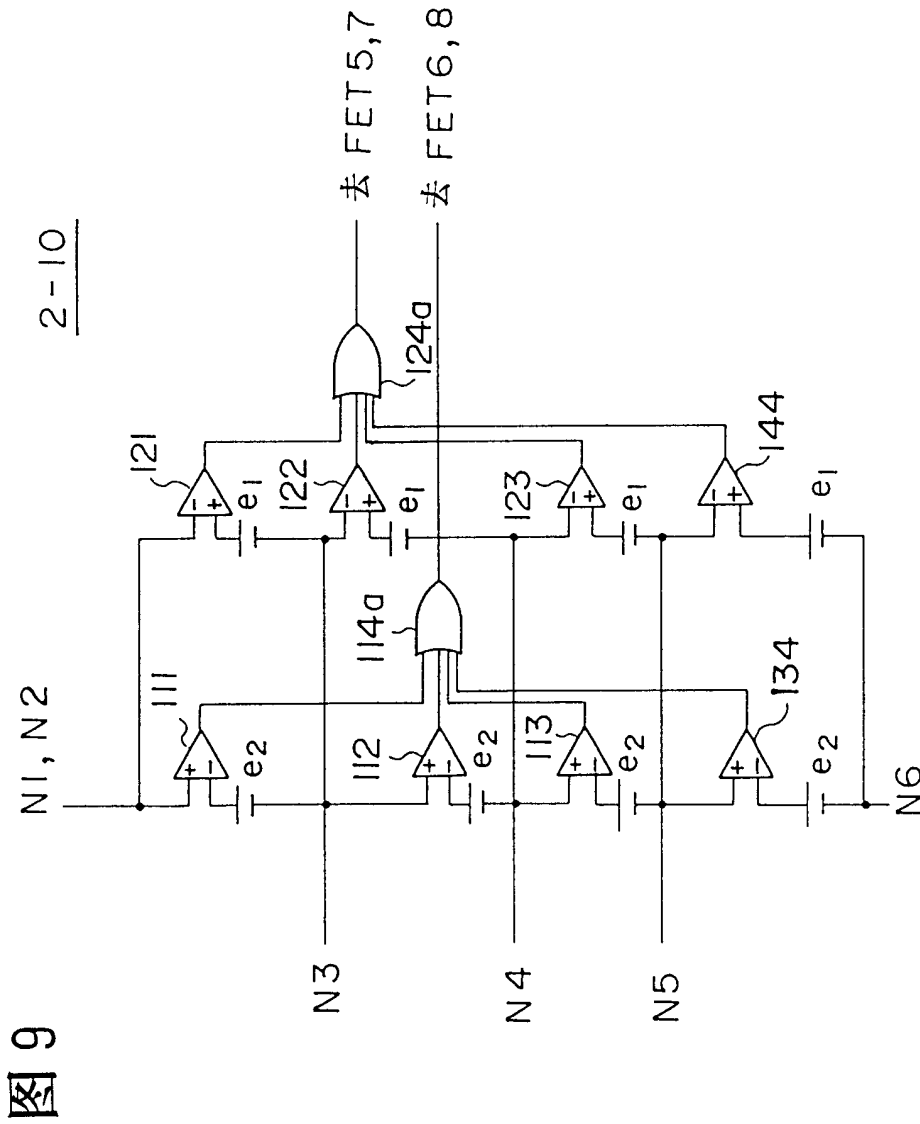 图 9
2-10
N1, N2
去 FET5, 7
去 FET6, 8
121
e1
122
e1
124a
111
e2
114a
N3
112
e2
123
e1
144
e1
N4
113
e2
134
e2
N5
N6
+
-
+
-
+
-
+
-
-
+
-
+
-
+
-
+